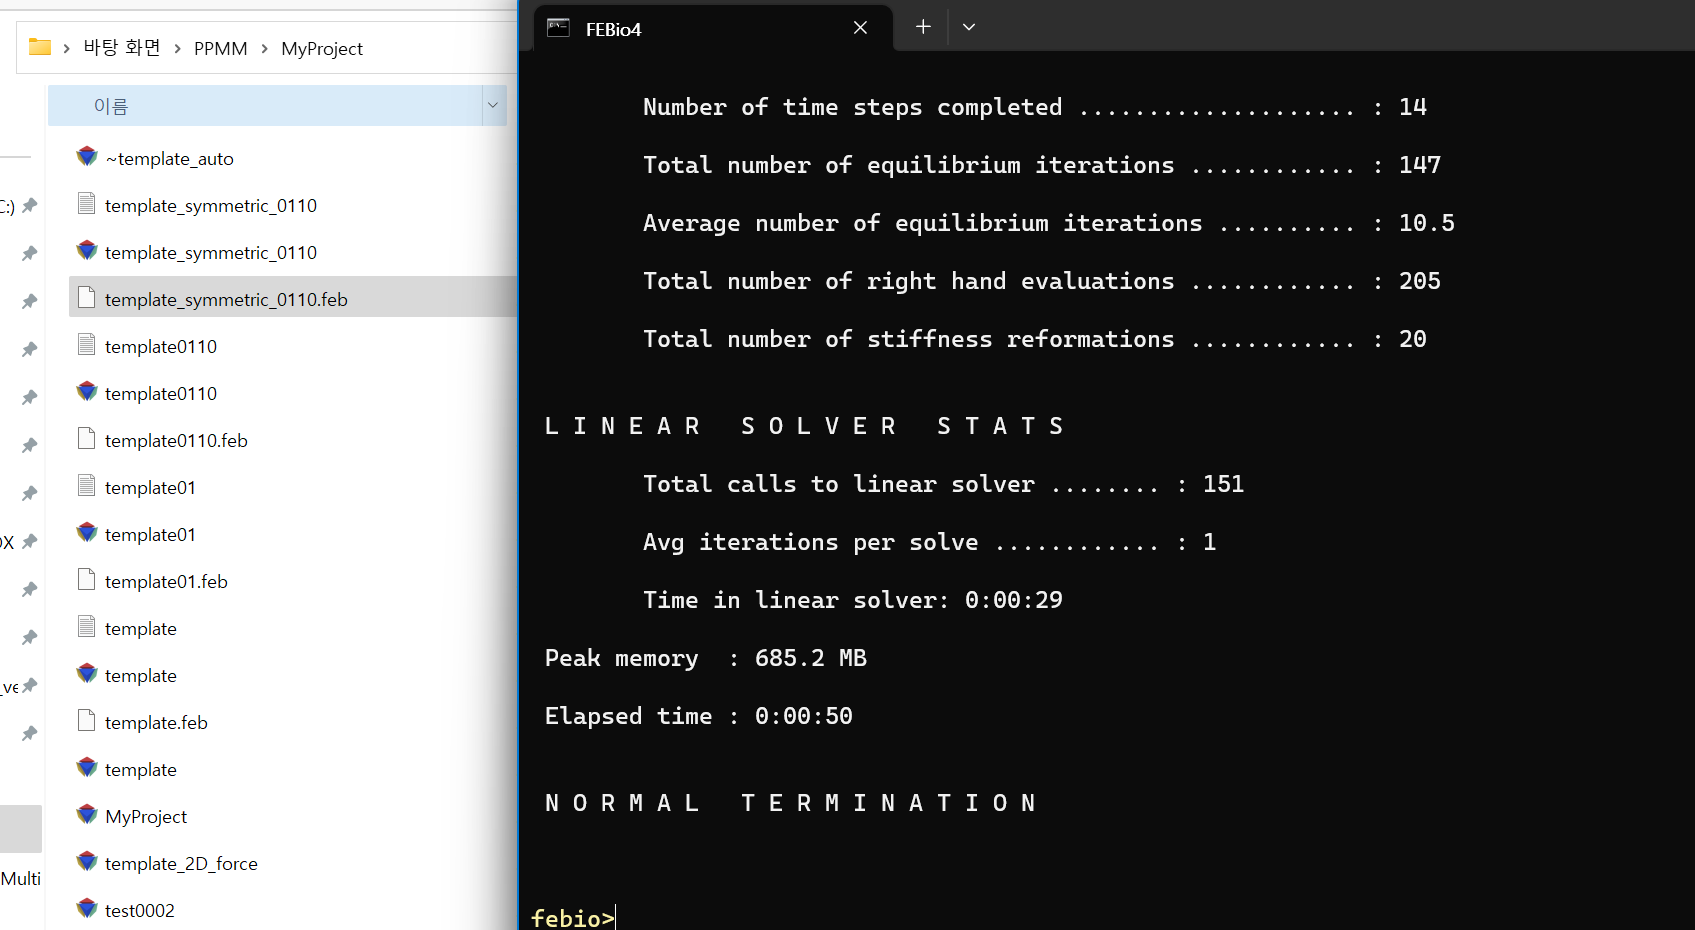 바탕 화면 > PPMM > MyProject
이름
~template_auto
template_symmetric_0110
template_symmetric_0110
template_symmetric_0110.feb
template0110
template0110
template0110.feb
template01
template01
template01.feb
template
template
template.feb
template
MyProject
template_2D_force
test0002
C:)
OX
_ve
Multi
FEBio4
Number of time steps completed .................... : 14
Total number of equilibrium iterations ............ : 147
Average number of equilibrium iterations .......... : 10.5
Total number of right hand evaluations ............ : 205
Total number of stiffness reformations ............ : 20
L I N E A R   S O L V E R   S T A T S
Total calls to linear solver ........ : 151
Avg iterations per solve ............ : 1
Time in linear solver: 0:00:29
Peak memory  : 685.2 MB
Elapsed time : 0:00:50
N O R M A L   T E R M I N A T I O N
febio>